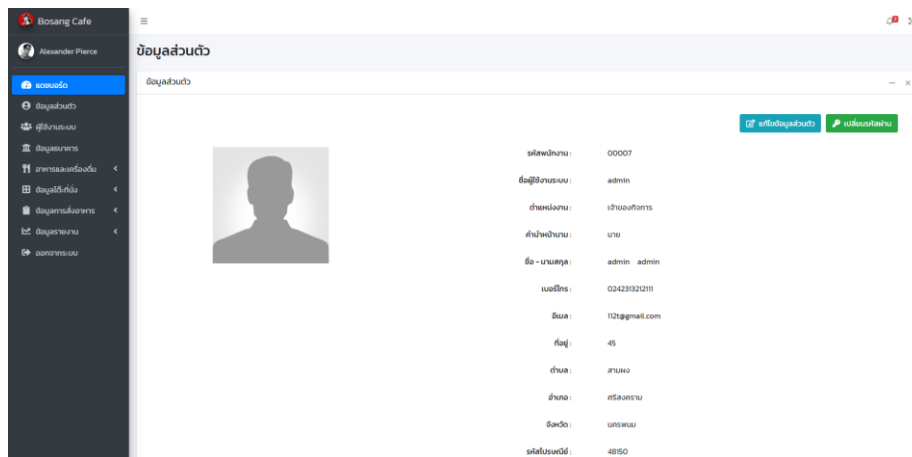 Bosang Cafe
Alexander Pierce
แดชบอร์ด
ข้อมูลส่วนตัว
ผู้ใช้งานระบบ
ข้อมูลธนาคาร
อาหารและเครื่องดื่ม
ข้อมูลโต๊ะที่นั่ง
ข้อมูลการสั่งอาหาร
ข้อมูลรายงาน
ออกจากระบบ
ข้อมูลส่วนตัว
ข้อมูลส่วนตัว
แก้ไขข้อมูลส่วนตัว เปลี่ยนรหัสผ่าน
รหัสพนักงาน : 00007
ชื่อผู้ใช้งานระบบ : admin
ตำแหน่งงาน : เจ้าของกิจการ
คำนำหน้านาม : นาย
ชื่อ - นามสกุล : admin admin
เบอร์โทร : 0242313212111
อีเมล : 112t@gmail.com
ที่อยู่ : 45
ตำบล : สามผง
อำเภอ : ศรีสงคราม
จังหวัด : นครพนม
รหัสไปรษณีย์ : 48150